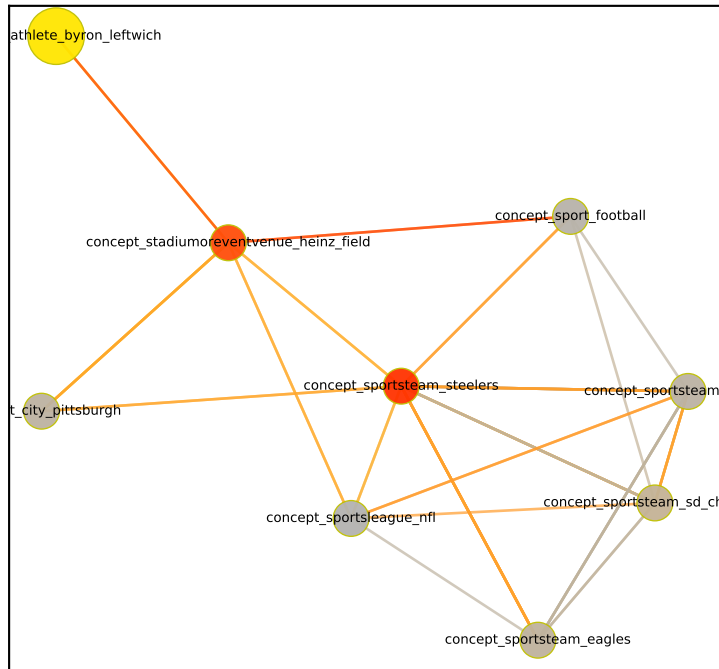 athlete_byron_leftwich
concept_sport_football
concept_stadiumoreventvenue_heinz_field
concept_sportsteam_steelers
concept_sportsteam
t_city_pittsburgh
concept_sportsteam_sd_ch
concept_sportsleague_nfl
concept_sportsteam_eagles